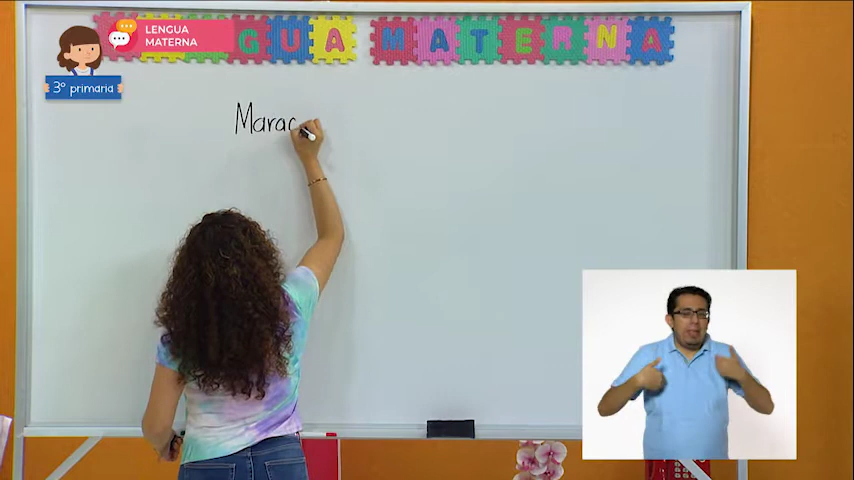 LENGUA
MATERNA
GUA MATERNA
3° primaria
Marac